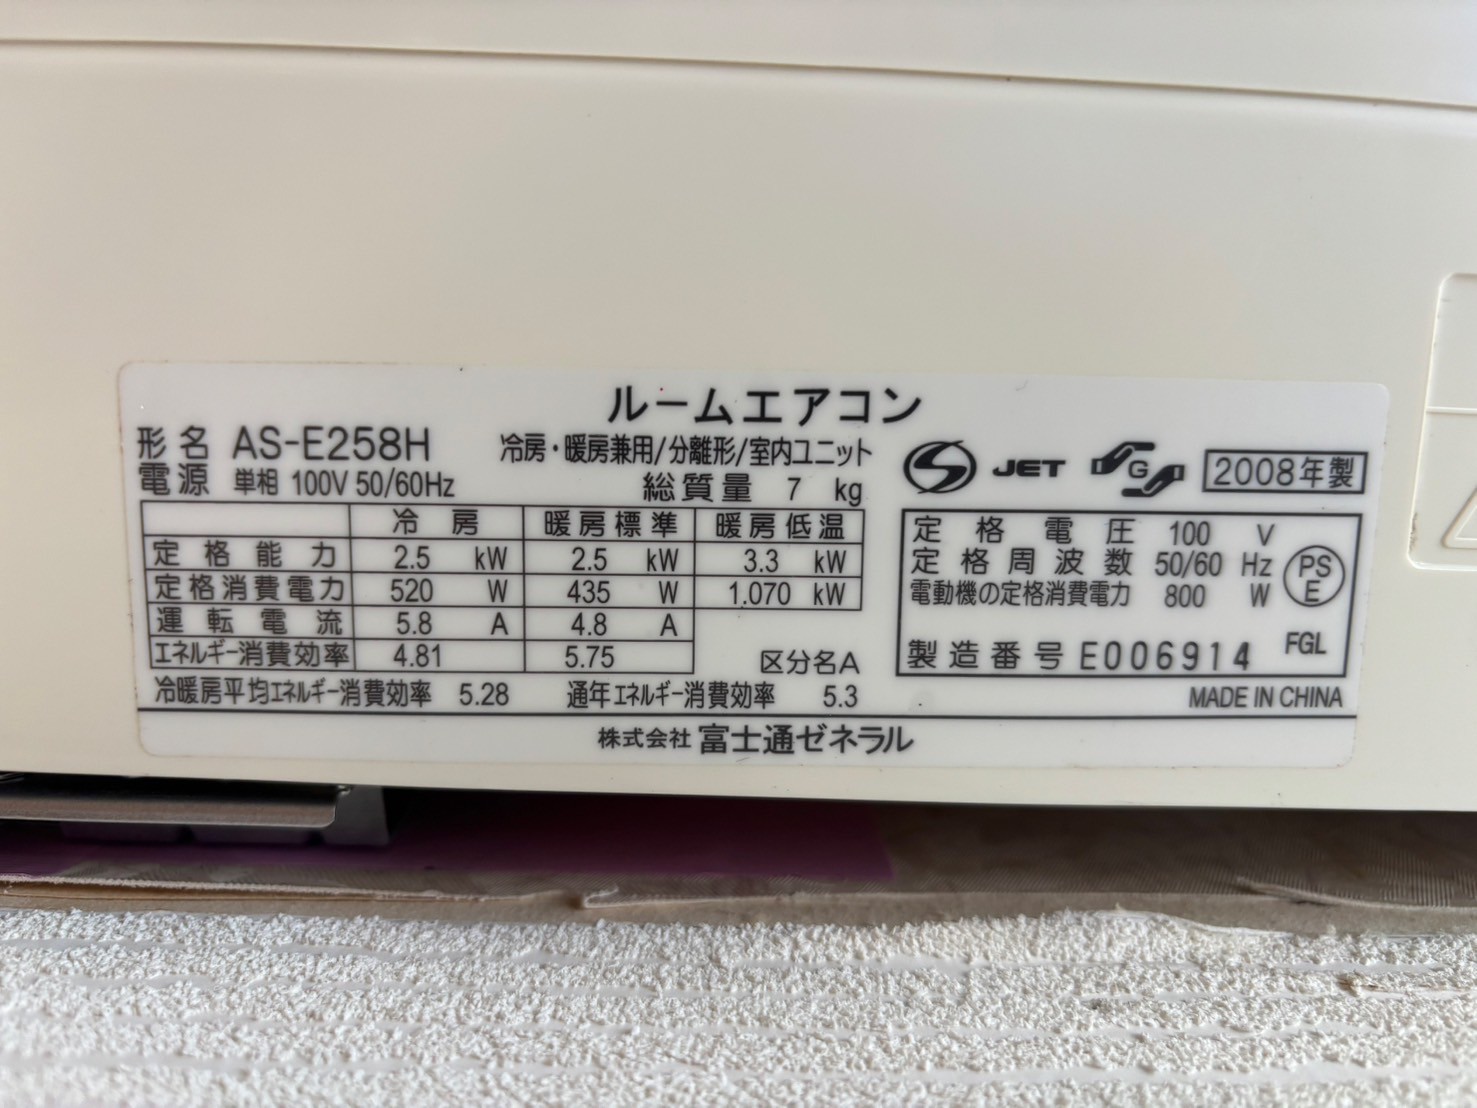 ルームエアコン
形名 AS-E258H 冷房・暖房兼用/分離形/室内ユニット
電源 単相 100V 50/60Hz 総質量 7 kg
S JET G 2008年製
冷房 暖房標準 暖房低温
定格能力 2.5 kW 2.5 kW 3.3 kW
定格消費電力 520 W 435 W 1.070 kW
運転電流 5.8 A 4.8 A
エネルギー消費効率 4.81 5.75 区分名A
冷暖房平均エネルギー消費効率 5.28 通年エネルギー消費効率 5.3
定格電圧 100 V
定格周波数 50/60 Hz
電動機の定格消費電力 800 W
PS
E
製造番号 E006914 FGL
MADE IN CHINA
株式会社 富士通ゼネラル